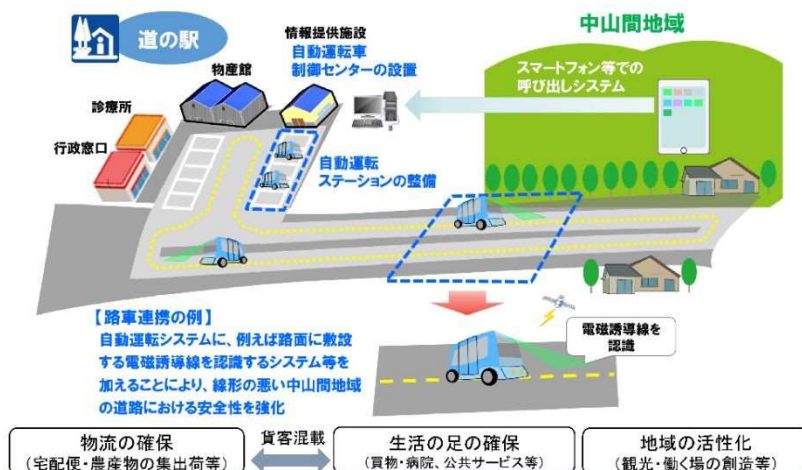 道の駅
情報提供施設
自動運転車
制御センターの設置
中山間地域
スマートフォン等での
呼び出しシステム
物産館
診療所
行政窓口
自動運転
ステーションの整備
【路車連携の例】
自動運転システムに、例えば路面に敷設
する電磁誘導線を認識するシステム等を
加えることにより、線形の悪い中山間地域
の道路における安全性を強化
電磁誘導線を
認識
物流の確保
(宅配便・農産物の集出荷等)
貨客混載
生活の足の確保
(買物・病院、公共サービス等)
地域の活性化
(観光・働く場の創造等)